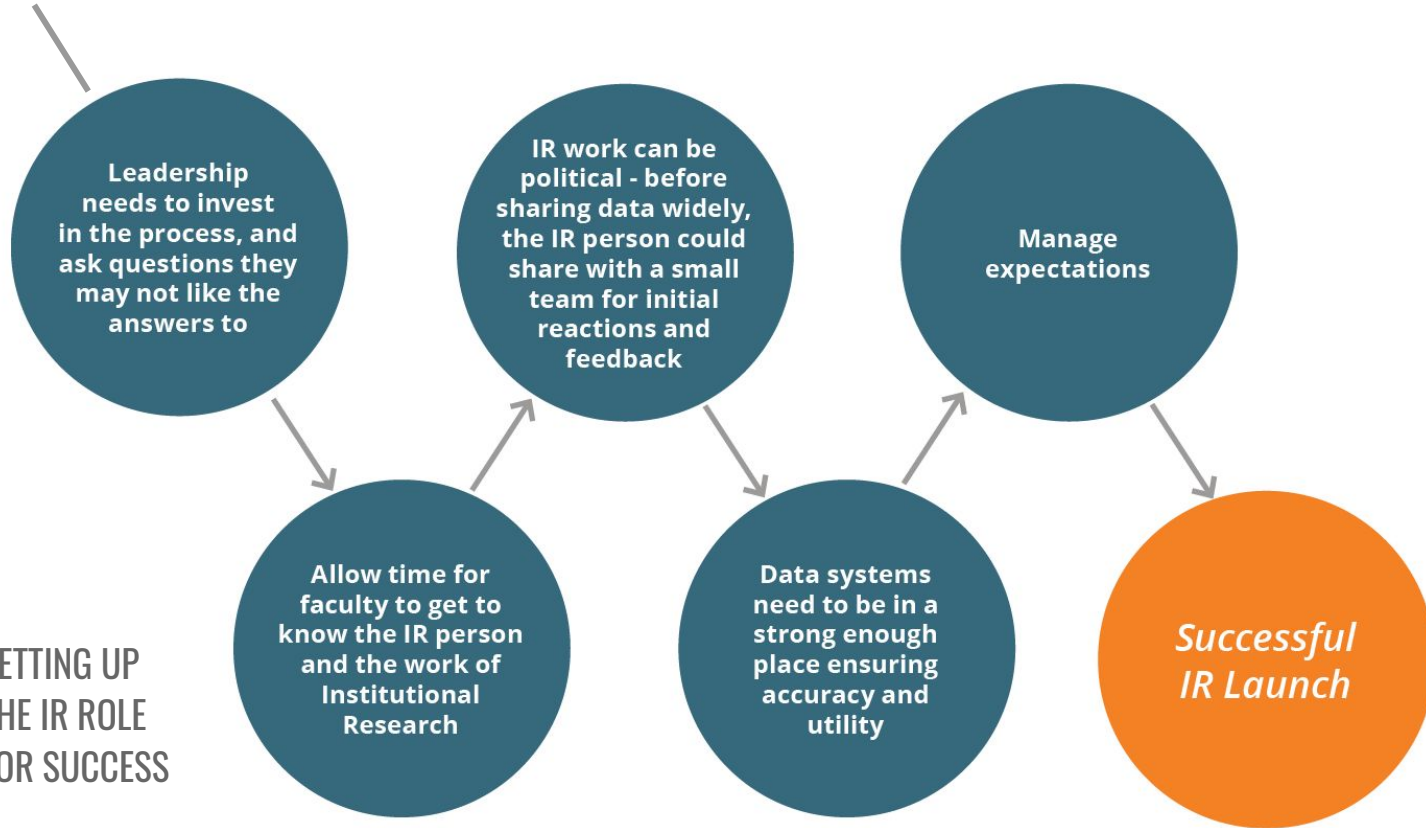 Leadership
needs to invest
in the process, and
ask questions they
may not like the
answers to
Allow time for
faculty to get to
know the IR person
and the work of
Institutional
Research
IR work can be
political - before
sharing data widely,
the IR person could
share with a small
team for initial
reactions and
feedback
Data systems
need to be in a
strong enough
place ensuring
accuracy and
utility
Manage
expectations
Successful
IR Launch
ETTING UP
HE IR ROLE
OR SUCCESS